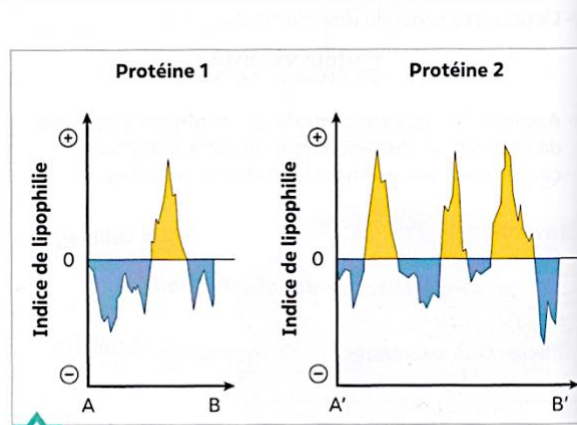 Protéine 1
Protéine 2
Indice de lipophilie
+
0
−
A
B
Indice de lipophilie
+
0
−
A'
B'